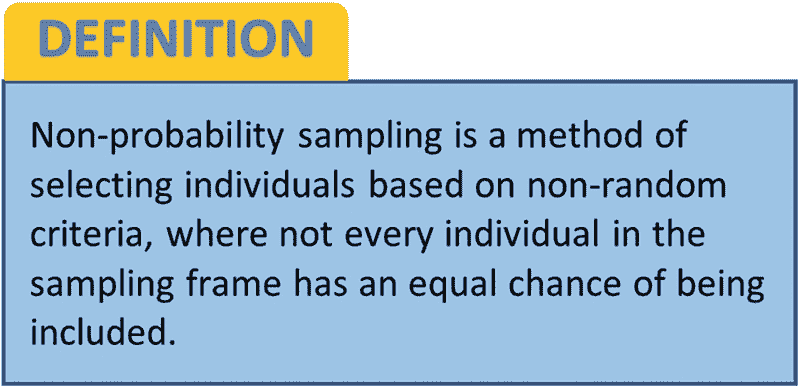 DEFINITION
Non-probability sampling is a method of
selecting individuals based on non-random
criteria, where not every individual in the
sampling frame has an equal chance of being
included.